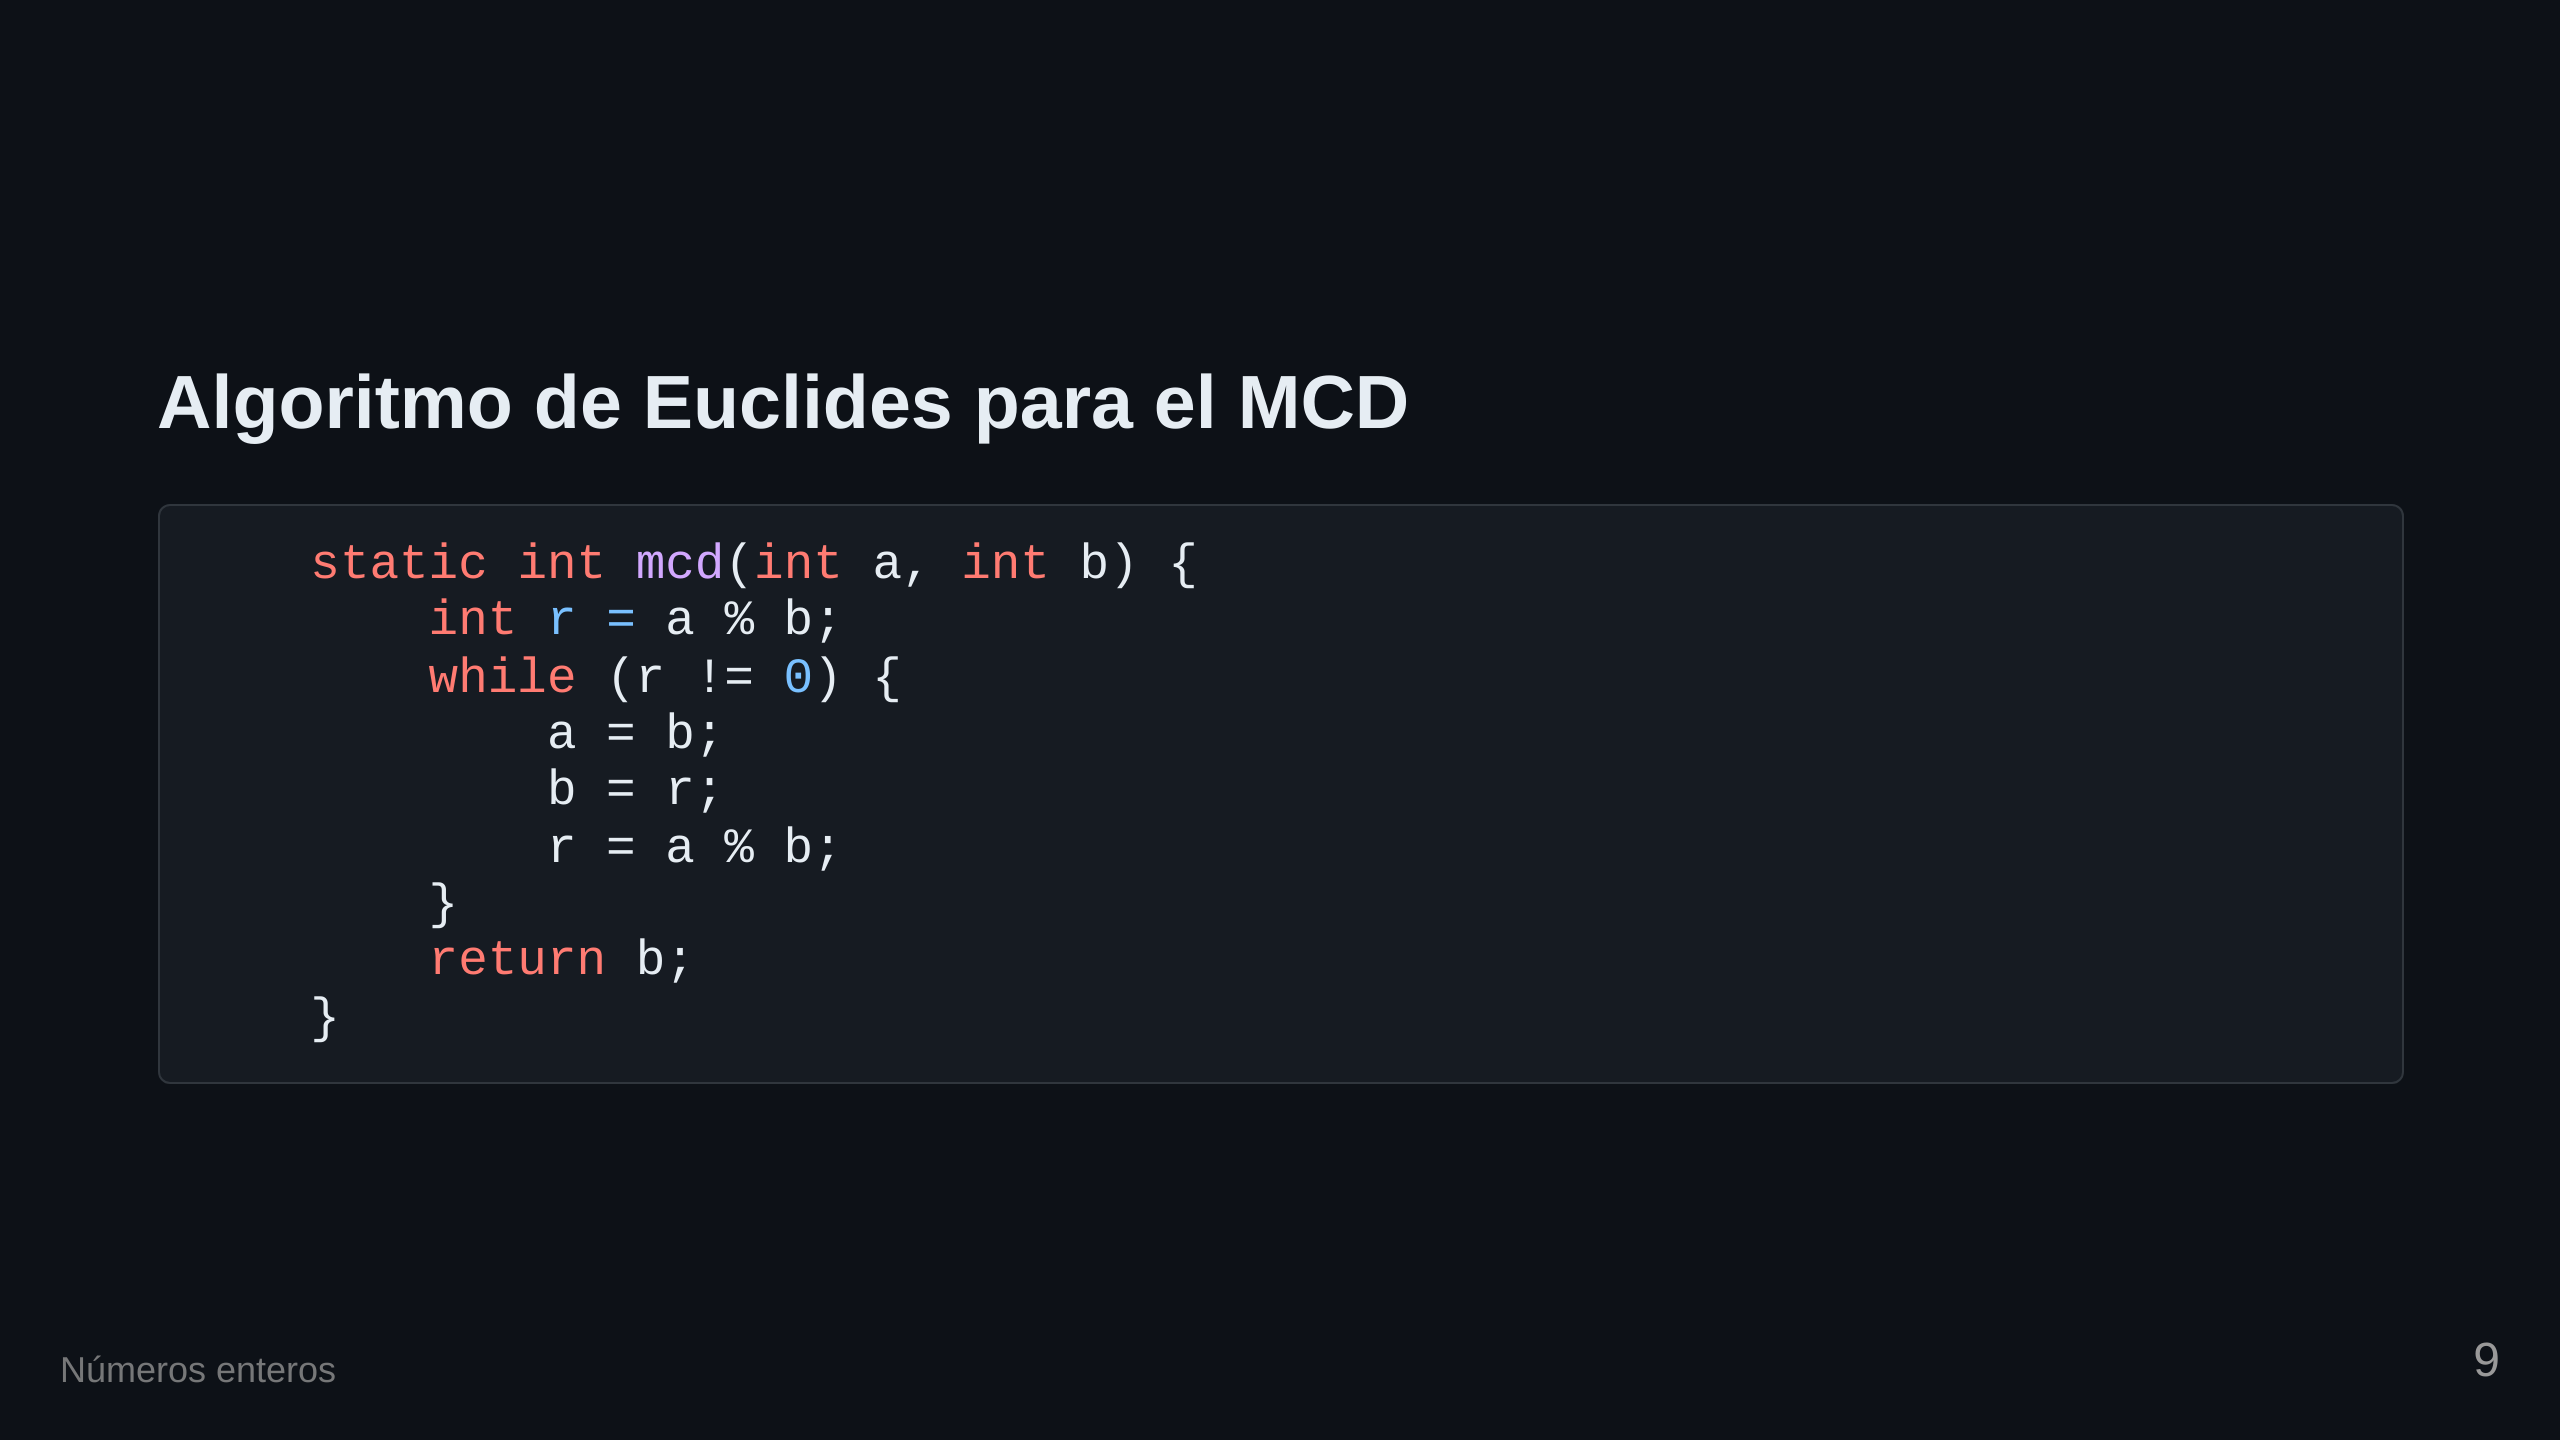 Algoritmo de Euclides para el MCD
static int mcd(int a, int b) {
    int r = a % b;
    while (r != 0) {
        a = b;
        b = r;
        r = a % b;
    }
    return b;
}
Números enteros
9